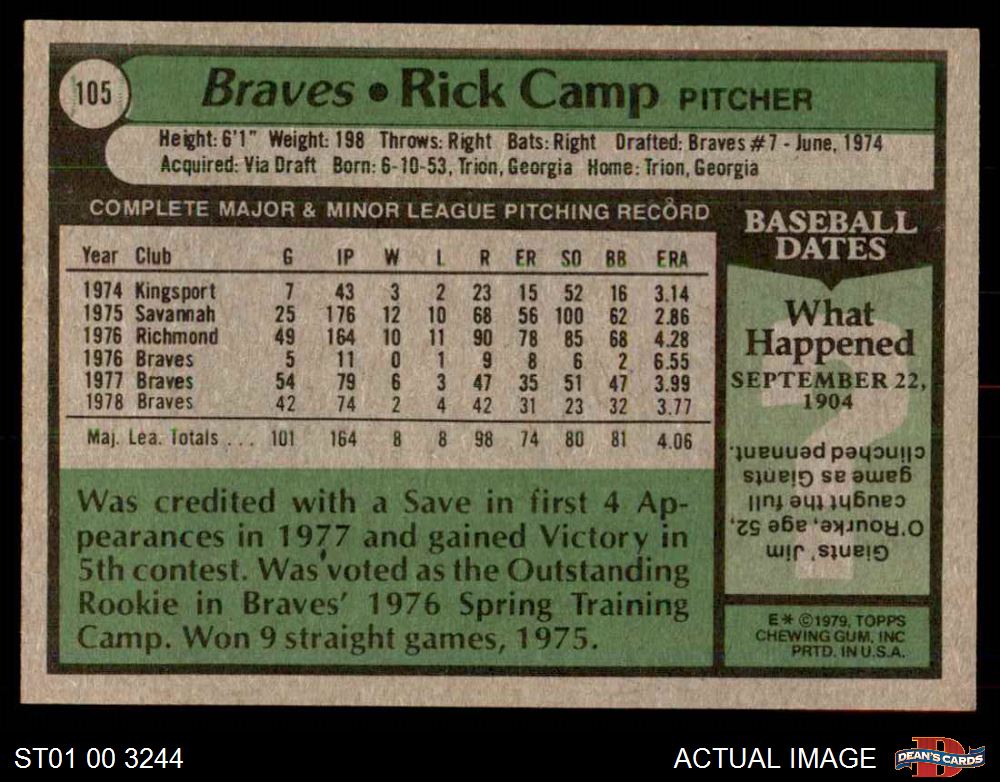 105
Braves • Rick Camp PITCHER
Height: 6'1" Weight: 198 Throws: Right Bats: Right Drafted: Braves #7 - June, 1974
Acquired: Via Draft Born: 6-10-53, Trion, Georgia Home: Trion, Georgia
COMPLETE MAJOR & MINOR LEAGUE PITCHING RECORD
Year Club G IP W L R ER SO BB ERA
1974 Kingsport 7 43 3 2 23 15 52 16 3.14
1975 Savannah 25 176 12 10 68 56 100 62 2.86
1976 Richmond 49 164 10 11 90 78 85 68 4.28
1976 Braves 5 11 0 1 9 8 6 2 6.55
1977 Braves 54 79 6 3 47 35 51 47 3.99
1978 Braves 42 74 2 4 42 31 23 32 3.77
Maj. Lea. Totals ... 101 164 8 8 98 74 80 81 4.06
Was credited with a Save in first 4 Ap-
pearances in 1977 and gained Victory in
5th contest. Was voted as the Outstanding
Rookie in Braves' 1976 Spring Training
Camp. Won 9 straight games, 1975.
BASEBALL
DATES
What
Happened
SEPTEMBER 22,
1904
?
Giants' Jim
O'Rourke, age 52,
caught the full
game as Giants
clinched pennant.
E* ©1979, TOPPS
CHEWING GUM, INC
PRTD. IN U.S.A.
ST01 00 3244
ACTUAL IMAGE
D
DEAN'S CARDS